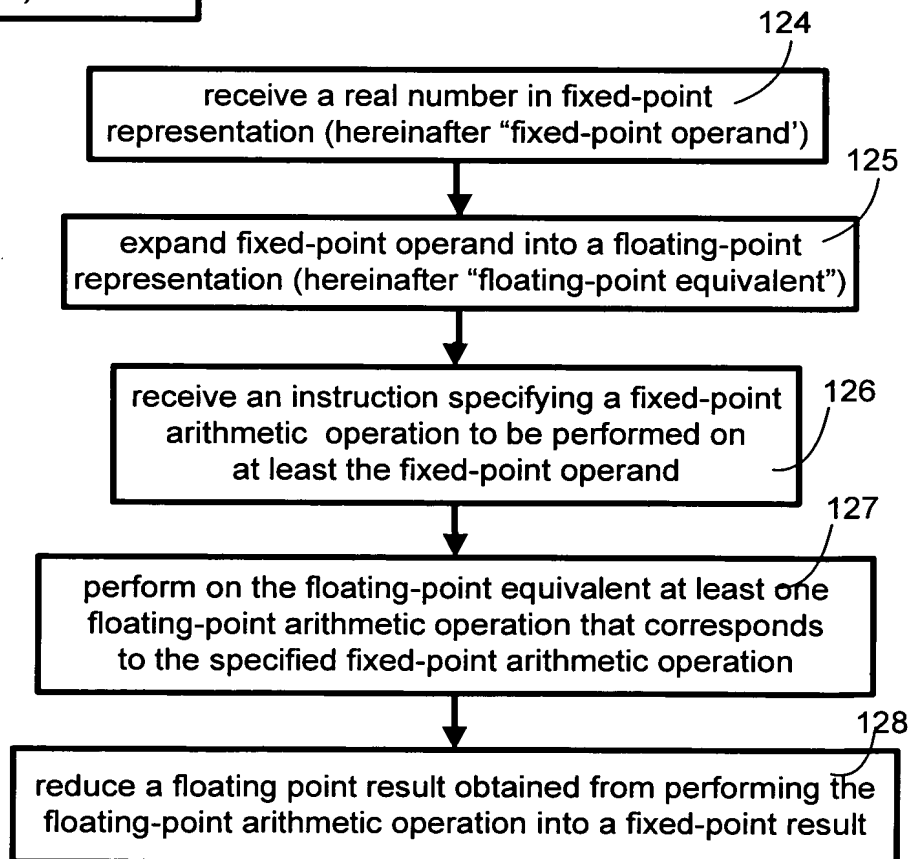 124
receive a real number in fixed-point
representation (hereinafter "fixed-point operand')
125
expand fixed-point operand into a floating-point
representation (hereinafter "floating-point equivalent")
receive an instruction specifying a fixed-point
arithmetic operation to be performed on
at least the fixed-point operand
126
127
perform on the floating-point equivalent at least one
floating-point arithmetic operation that corresponds
to the specified fixed-point arithmetic operation
128
reduce a floating point result obtained from performing the
floating-point arithmetic operation into a fixed-point result